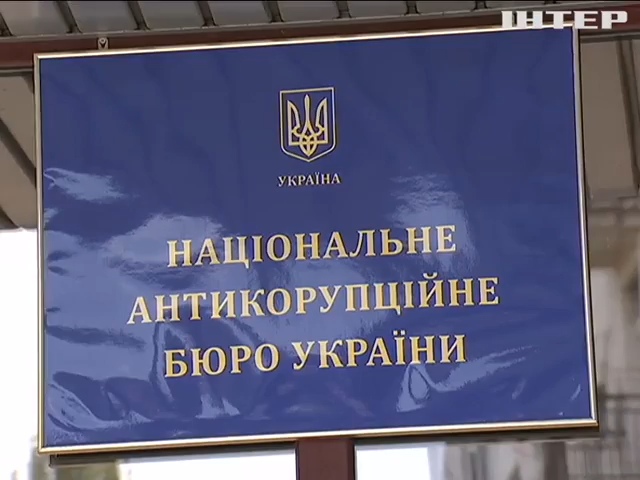 ІНТЕР
УКРАЇНА
НАЦІОНАЛЬНЕ
АНТИКОРУПЦІЙНЕ
БЮРО УКРАЇНИ